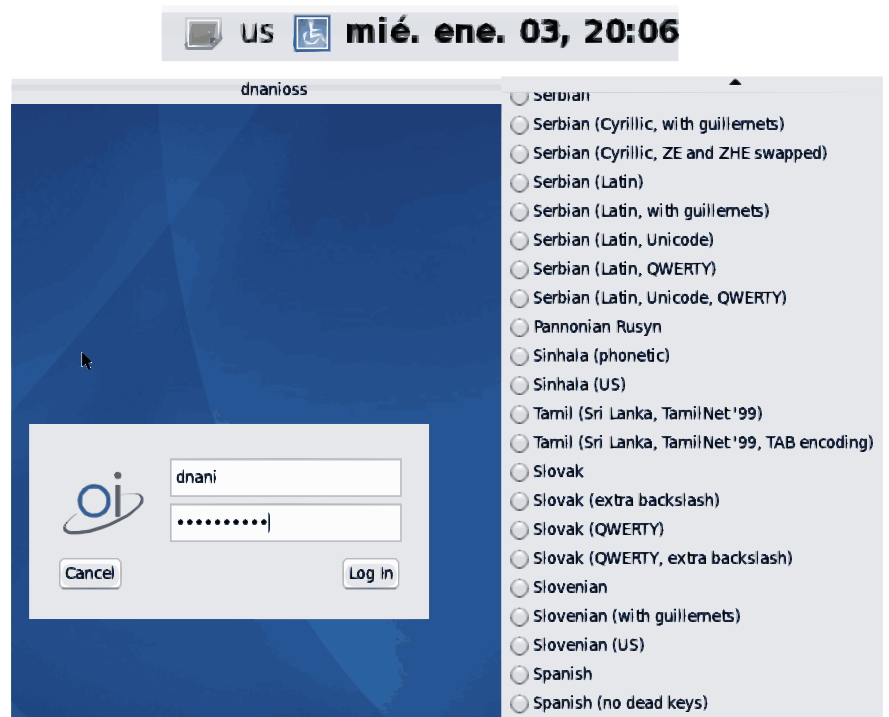 us mié. ene. 03, 20:06
dnanioss
dnani
••••••••••
oi
Cancel
Log In
Serbian
Serbian (Cyrillic, with guillemets)
Serbian (Cyrillic, ZE and ZHE swapped)
Serbian (Latin)
Serbian (Latin, with guillemets)
Serbian (Latin, Unicode)
Serbian (Latin, QWERTY)
Serbian (Latin, Unicode, QWERTY)
Pannonian Rusyn
Sinhala (phonetic)
Sinhala (US)
Tamil (Sri Lanka, TamilNet '99)
Tamil (Sri Lanka, TamilNet '99, TAB encoding)
Slovak
Slovak (extra backslash)
Slovak (QWERTY)
Slovak (QWERTY, extra backslash)
Slovenian
Slovenian (with guillemets)
Slovenian (US)
Spanish
Spanish (no dead keys)